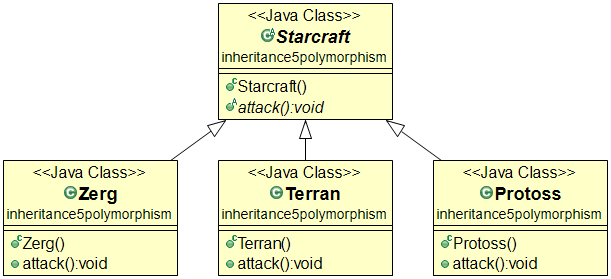 <<Java Class>>
Starcraft
inheritance5polymorphism
Starcraft()
attack():void
<<Java Class>>
Zerg
inheritance5polymorphism
Zerg()
attack():void
<<Java Class>>
Terran
inheritance5polymorphism
Terran()
attack():void
<<Java Class>>
Protoss
inheritance5polymorphism
Protoss()
attack():void